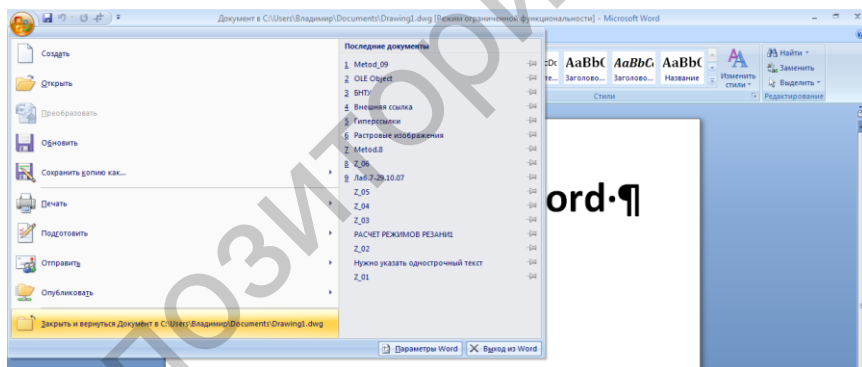 Документ в C:\Users\Владимир\Documents\Drawing1.dwg [Режим ограниченной функциональности] - Microsoft Word
Создать
Открыть
Преобразовать
Обновить
Сохранить копию как...
Печать
Подготовить
Отправить
Опубликовать
Закрыть и вернуться Документ в C:\Users\Владимир\Documents\Drawing1.dwg
Последние документы
1 Metod_09
2 OLE Object
3 БНТУ
4 Внешняя ссылка
5 Гиперссылки
6 Растровые изображения
7 Metod.8
8 Z_06
9 Лаб.7-29.10.07
Z_05
Z_04
Z_03
РАСЧЕТ РЕЖИМОВ РЕЗАНИЯ
Z_02
Нужно указать однострочный текст
Z_01
Параметры Word
Выход из Word
AaBbC AaBbC AaBbC
Заголово... Заголово... Название
Изменить стили
Стили
Найти
Заменить
Выделить
Редактирование
ord·¶
позитори